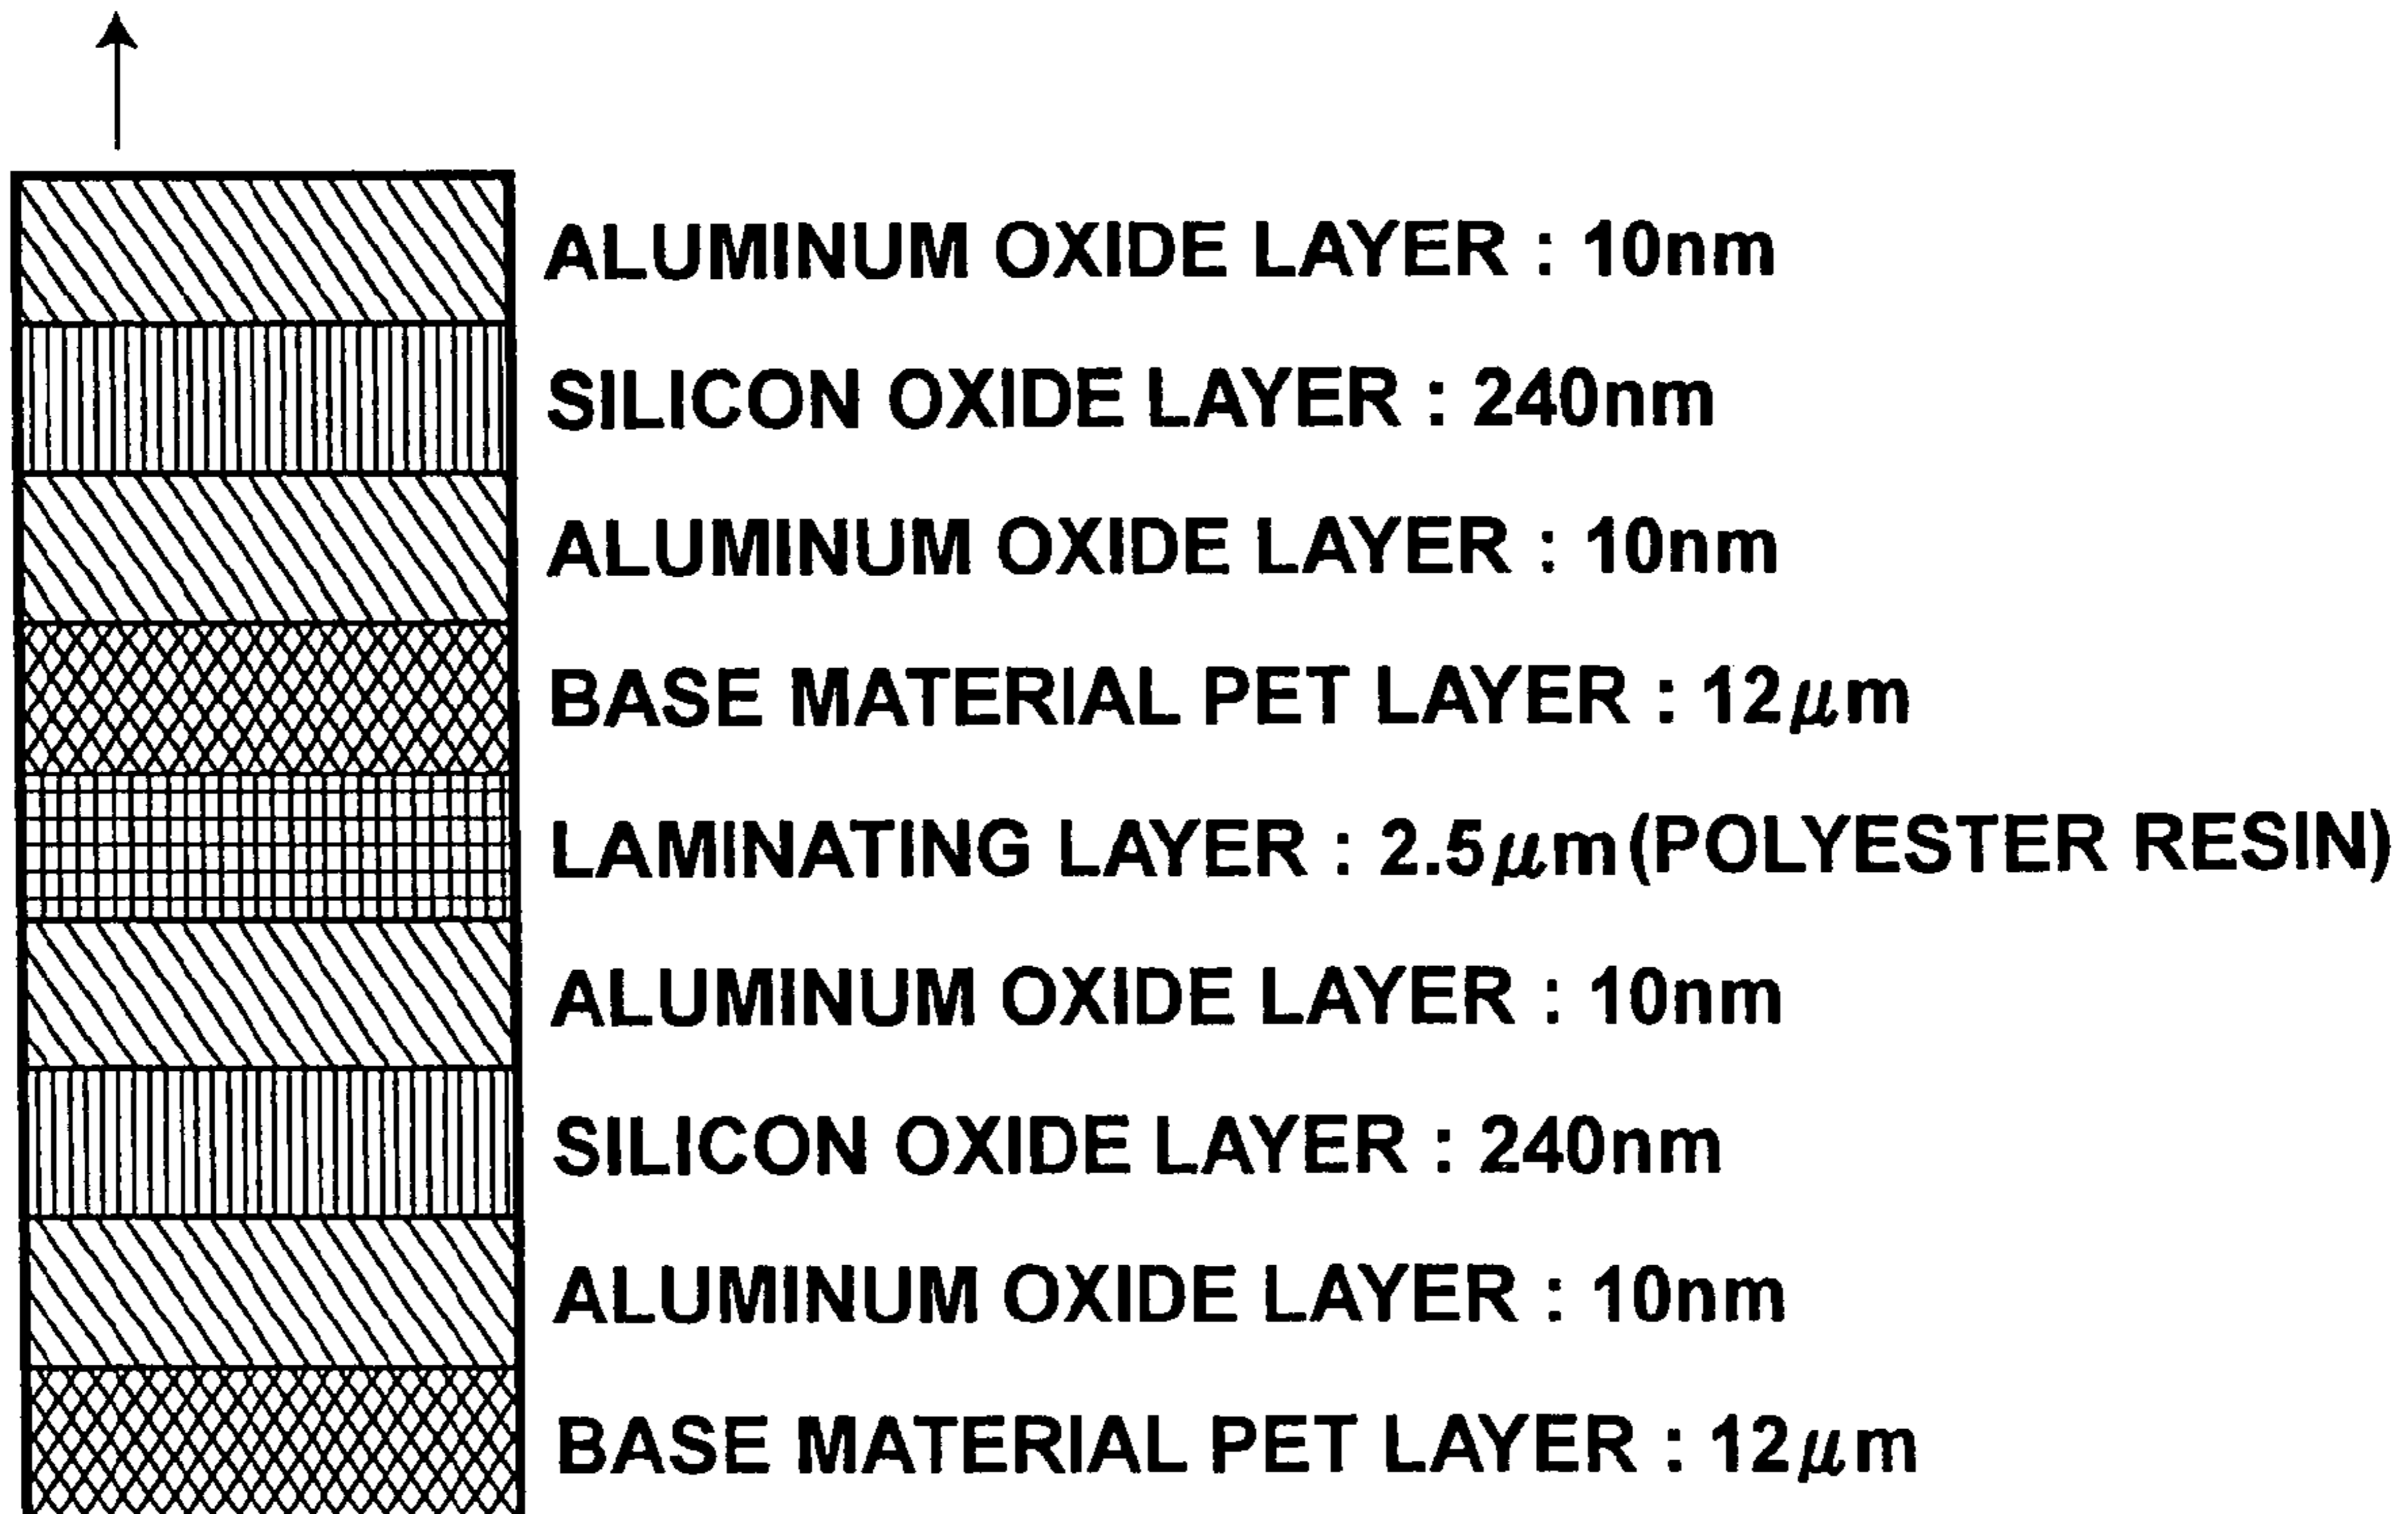 ALUMINUM OXIDE LAYER : 10nm
SILICON OXIDE LAYER : 240nm
ALUMINUM OXIDE LAYER : 10nm
BASE MATERIAL PET LAYER : 12μm
LAMINATING LAYER : 2.5μm(POLYESTER RESIN)
ALUMINUM OXIDE LAYER : 10nm
SILICON OXIDE LAYER : 240nm
ALUMINUM OXIDE LAYER : 10nm
BASE MATERIAL PET LAYER : 12μm